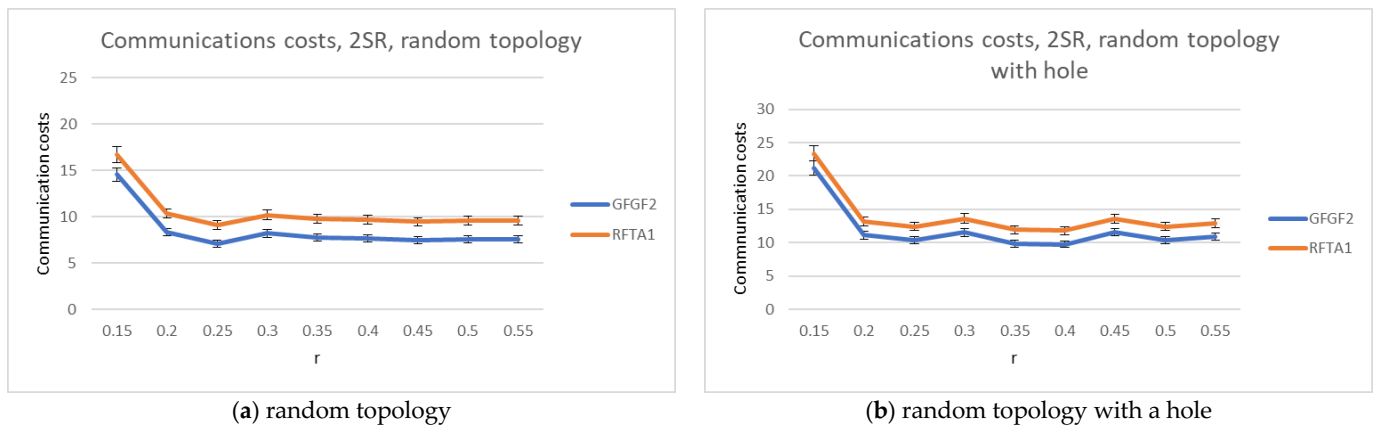 Communications costs, 2SR, random topology
Communication costs
25
20
15
10
5
0
0.15 0.2 0.25 0.3 0.35 0.4 0.45 0.5 0.55
r
GFGF2
RFTA1
(a) random topology
Communications costs, 2SR, random topology
with hole
Commmunication costs
30
25
20
15
10
5
0
0.15 0.2 0.25 0.3 0.35 0.4 0.45 0.5 0.55
r
GFGF2
RFTA1
(b) random topology with a hole